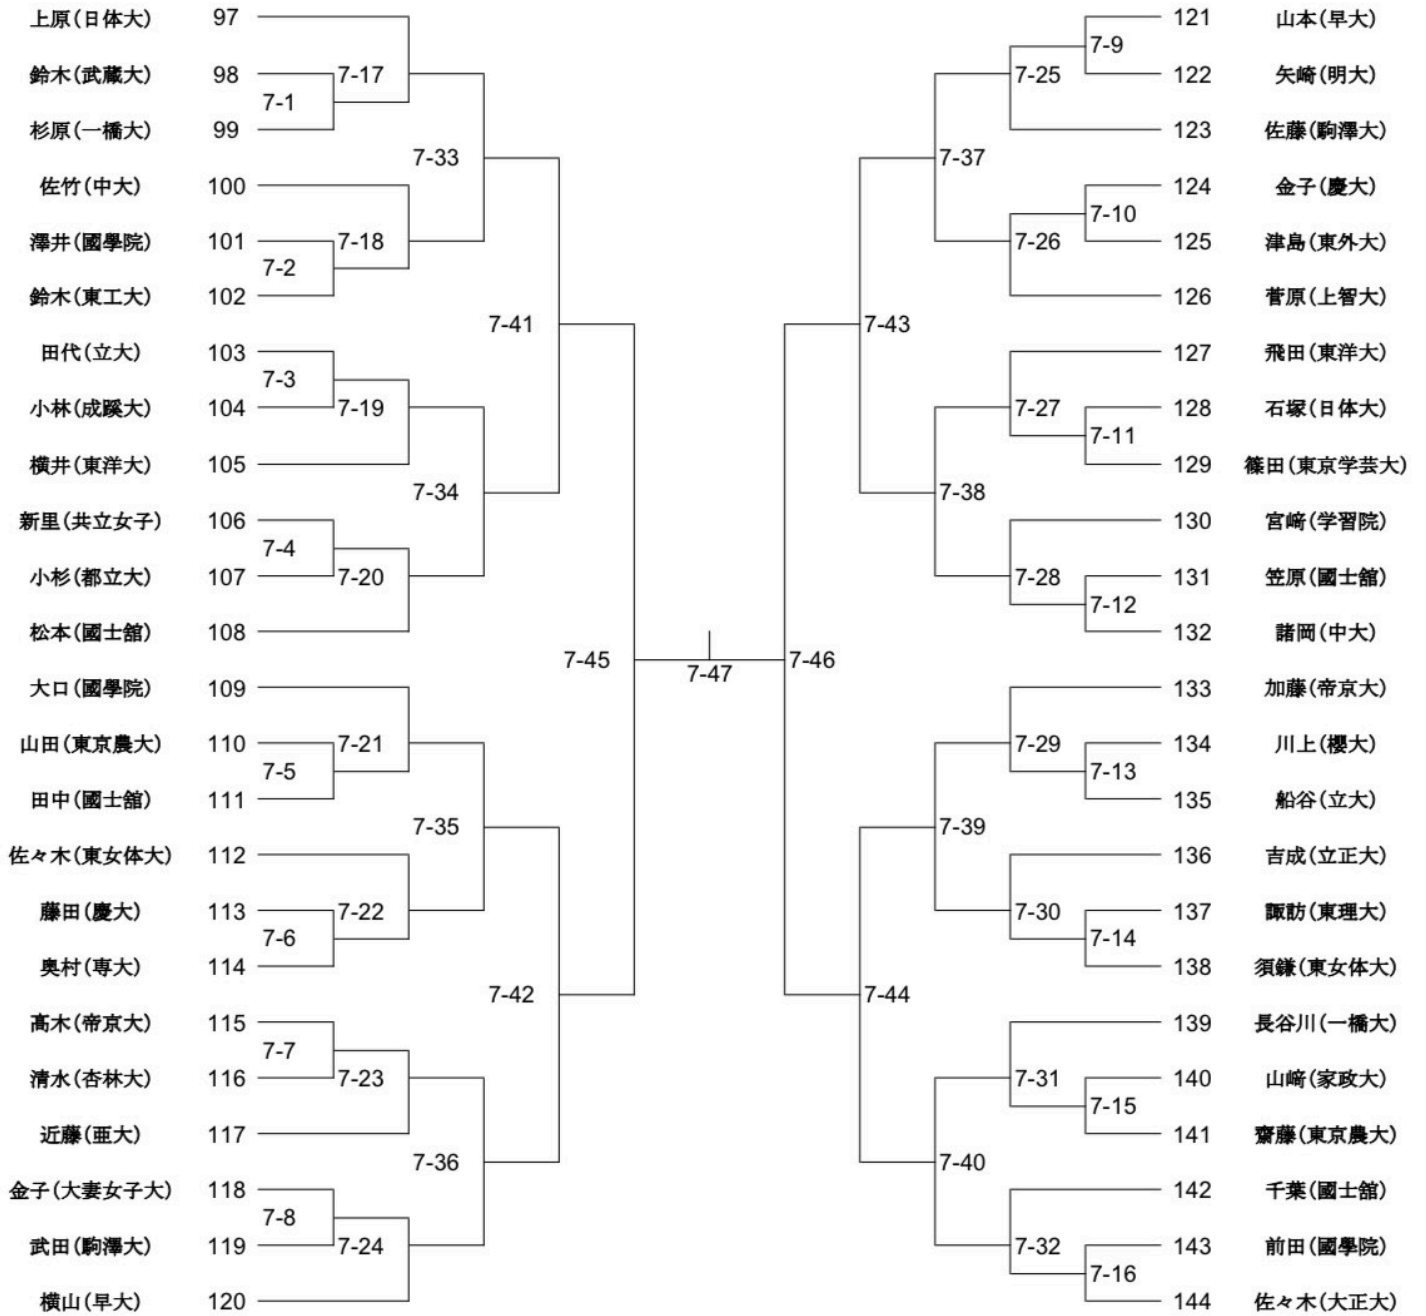 上原(日体大) 97
鈴木(武蔵大) 98
7-17
7-1
杉原(一橋大) 99
7-33
佐竹(中大) 100
澤井(國學院) 101
7-18
7-2
鈴木(東工大) 102
7-41
田代(立大) 103
7-3
小林(成蹊大) 104
7-19
横井(東洋大) 105
7-34
新里(共立女子) 106
7-4
小杉(都立大) 107
7-20
松本(國士舘) 108
7-45
大口(國學院) 109
山田(東京農大) 110
7-21
7-5
田中(國士舘) 111
7-35
佐々木(東女体大) 112
藤田(慶大) 113
7-22
7-6
奥村(専大) 114
7-42
髙木(帝京大) 115
7-7
清水(杏林大) 116
7-23
近藤(亜大) 117
7-36
金子(大妻女子大) 118
7-8
武田(駒澤大) 119
7-24
横山(早大) 120
7-47
121 山本(早大)
7-9
7-25
122 矢崎(明大)
123 佐藤(駒澤大)
7-37
124 金子(慶大)
7-10
7-26
125 津島(東外大)
126 菅原(上智大)
7-43
127 飛田(東洋大)
7-27
128 石塚(日体大)
7-11
129 篠田(東京学芸大)
7-38
130 宮﨑(学習院)
7-28
131 笠原(國士舘)
7-12
132 諸岡(中大)
7-46
133 加藤(帝京大)
7-29
134 川上(櫻大)
7-13
135 船谷(立大)
7-39
136 吉成(立正大)
7-30
137 諏訪(東理大)
7-14
138 須鎌(東女体大)
7-44
139 長谷川(一橋大)
7-31
140 山﨑(家政大)
7-15
141 齋藤(東京農大)
7-40
142 千葉(國士舘)
7-32
143 前田(國學院)
7-16
144 佐々木(大正大)